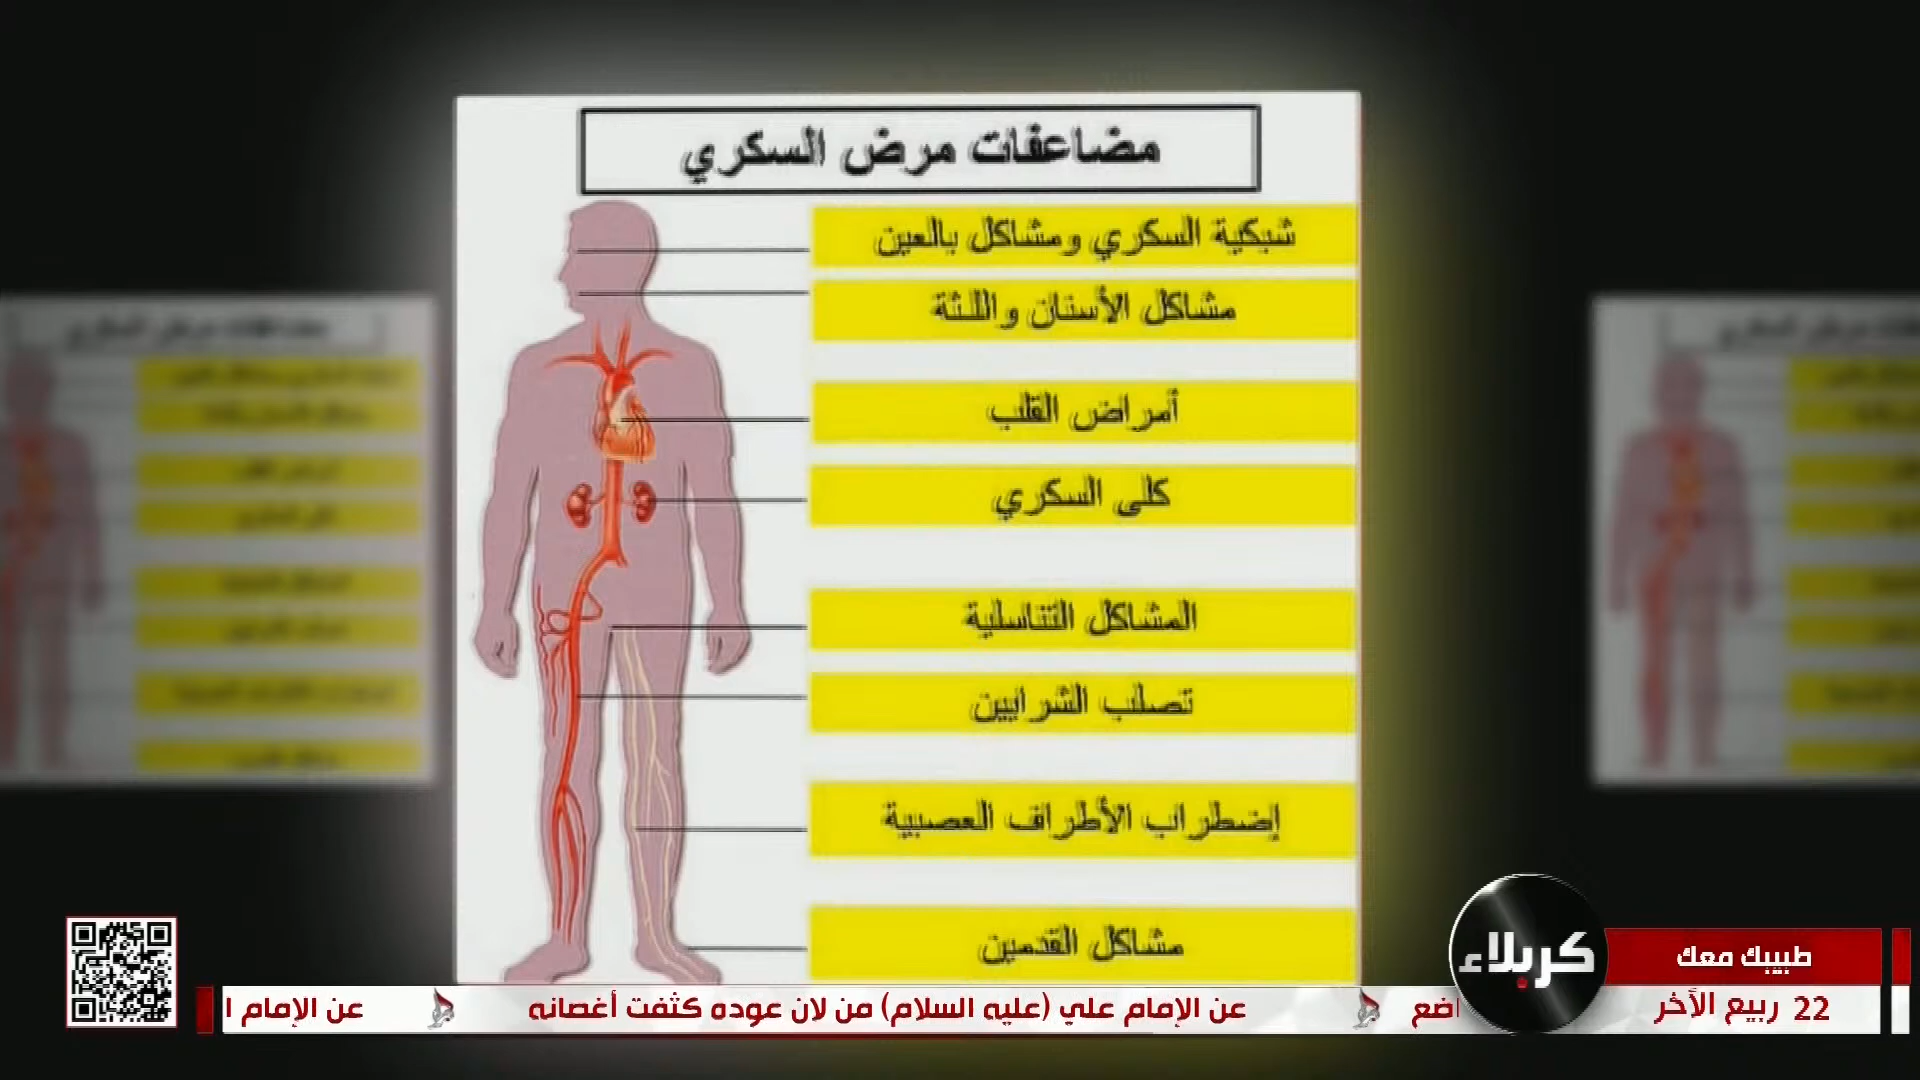 مضاعفات مرض السكري
شبكية السكري ومشاكل بالعين
مشاكل الأسنان واللثة
أمراض القلب
كلى السكري
المشاكل التناسلية
تصلب الشرايين
إضطراب الأطراف العصبية
مشاكل القدمين
كربلاء
طبيبك معك
22 ربيع الآخر
اضع
عن الإمام علي (عليه السلام) من لان عوده كثفت أغصانه
عن الإمام ا